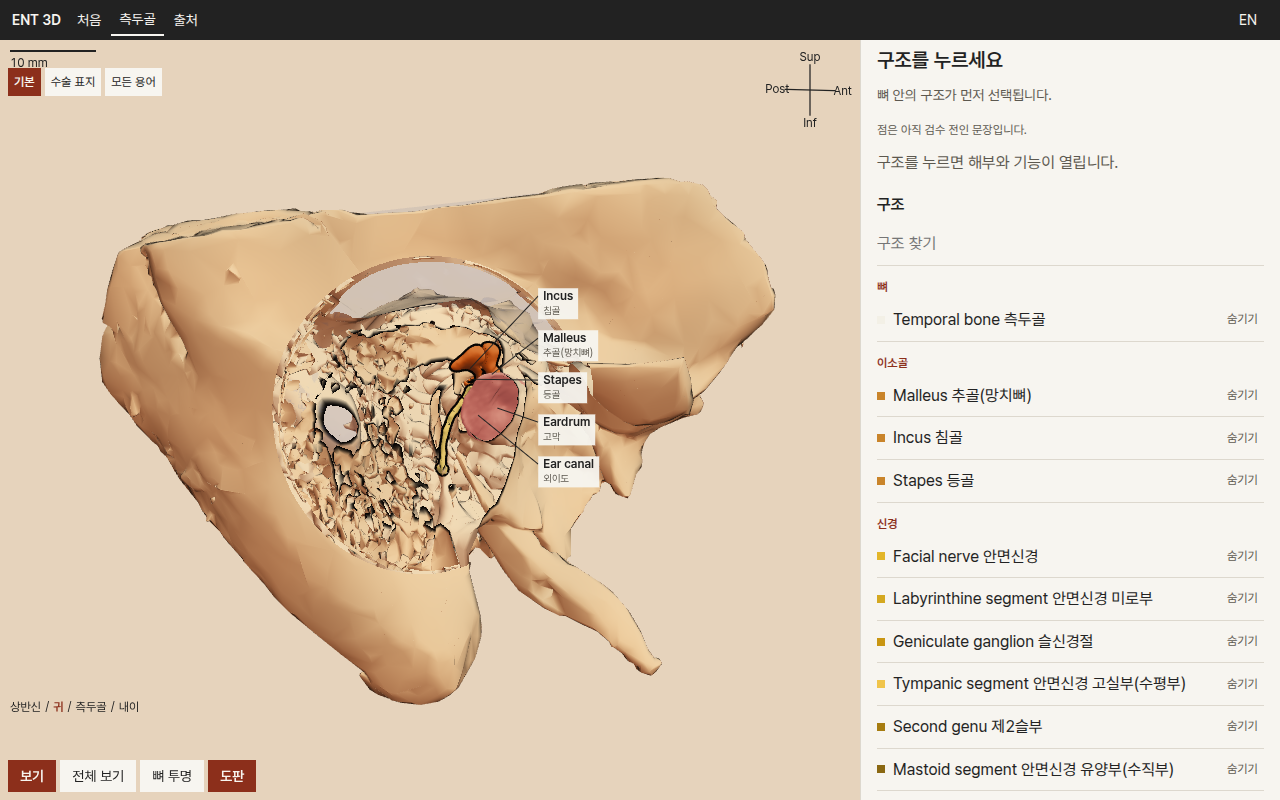 ENT 3D 처음 측두골 출처 EN
10 mm
기본 수술 표지 모든 용어
Sup
Post Ant
Inf
Incus
침골
Malleus
추골(망치뼈)
Stapes
등골
Eardrum
고막
Ear canal
외이도
상반신 / 귀 / 측두골 / 내이
보기 전체 보기 뼈 투명 도판
구조를 누르세요
뼈 안의 구조가 먼저 선택됩니다.
점은 아직 검수 전인 문장입니다.
구조를 누르면 해부와 기능이 열립니다.
구조
구조 찾기
뼈
Temporal bone 측두골 숨기기
이소골
Malleus 추골(망치뼈) 숨기기
Incus 침골 숨기기
Stapes 등골 숨기기
신경
Facial nerve 안면신경 숨기기
Labyrinthine segment 안면신경 미로부 숨기기
Geniculate ganglion 슬신경절 숨기기
Tympanic segment 안면신경 고실부(수평부) 숨기기
Second genu 제2슬부 숨기기
Mastoid segment 안면신경 유양부(수직부) 숨기기